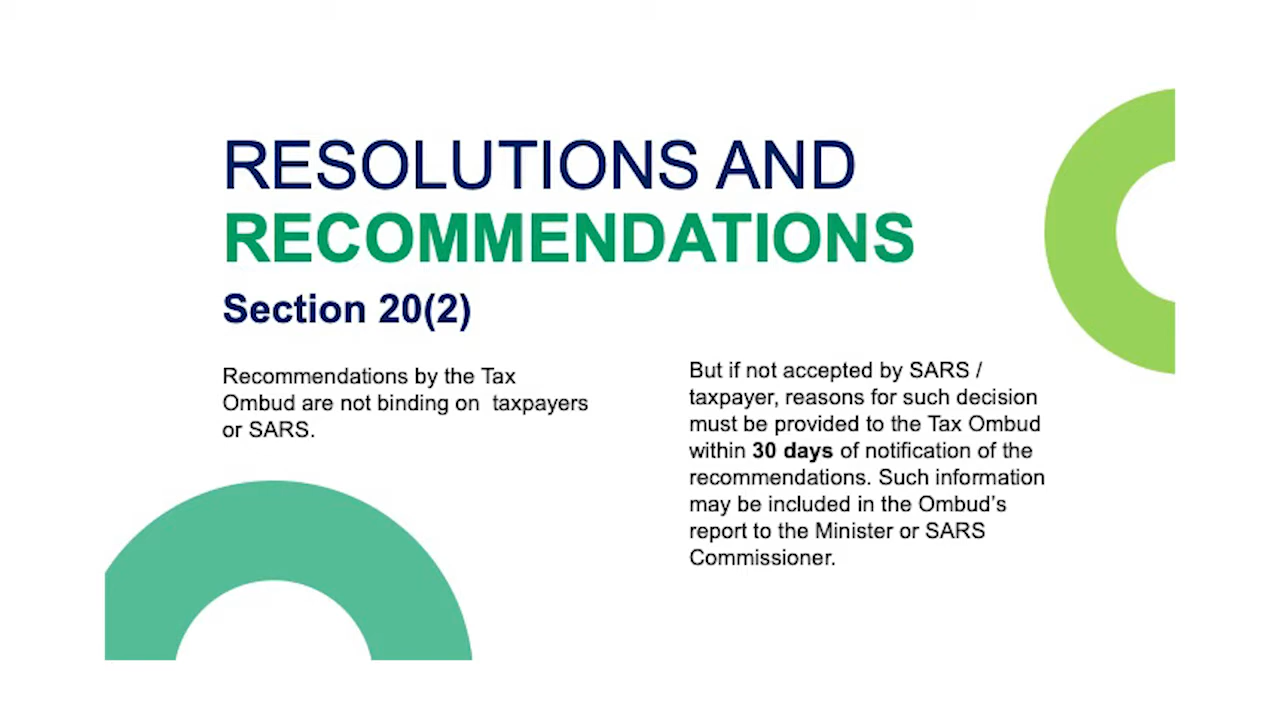 RESOLUTIONS AND
RECOMMENDATIONS
Section 20(2)
Recommendations by the Tax
Ombud are not binding on  taxpayers
or SARS.
But if not accepted by SARS /
taxpayer, reasons for such decision
must be provided to the Tax Ombud
within 30 days of notification of the
recommendations. Such information
may be included in the Ombud's
report to the Minister or SARS
Commissioner.